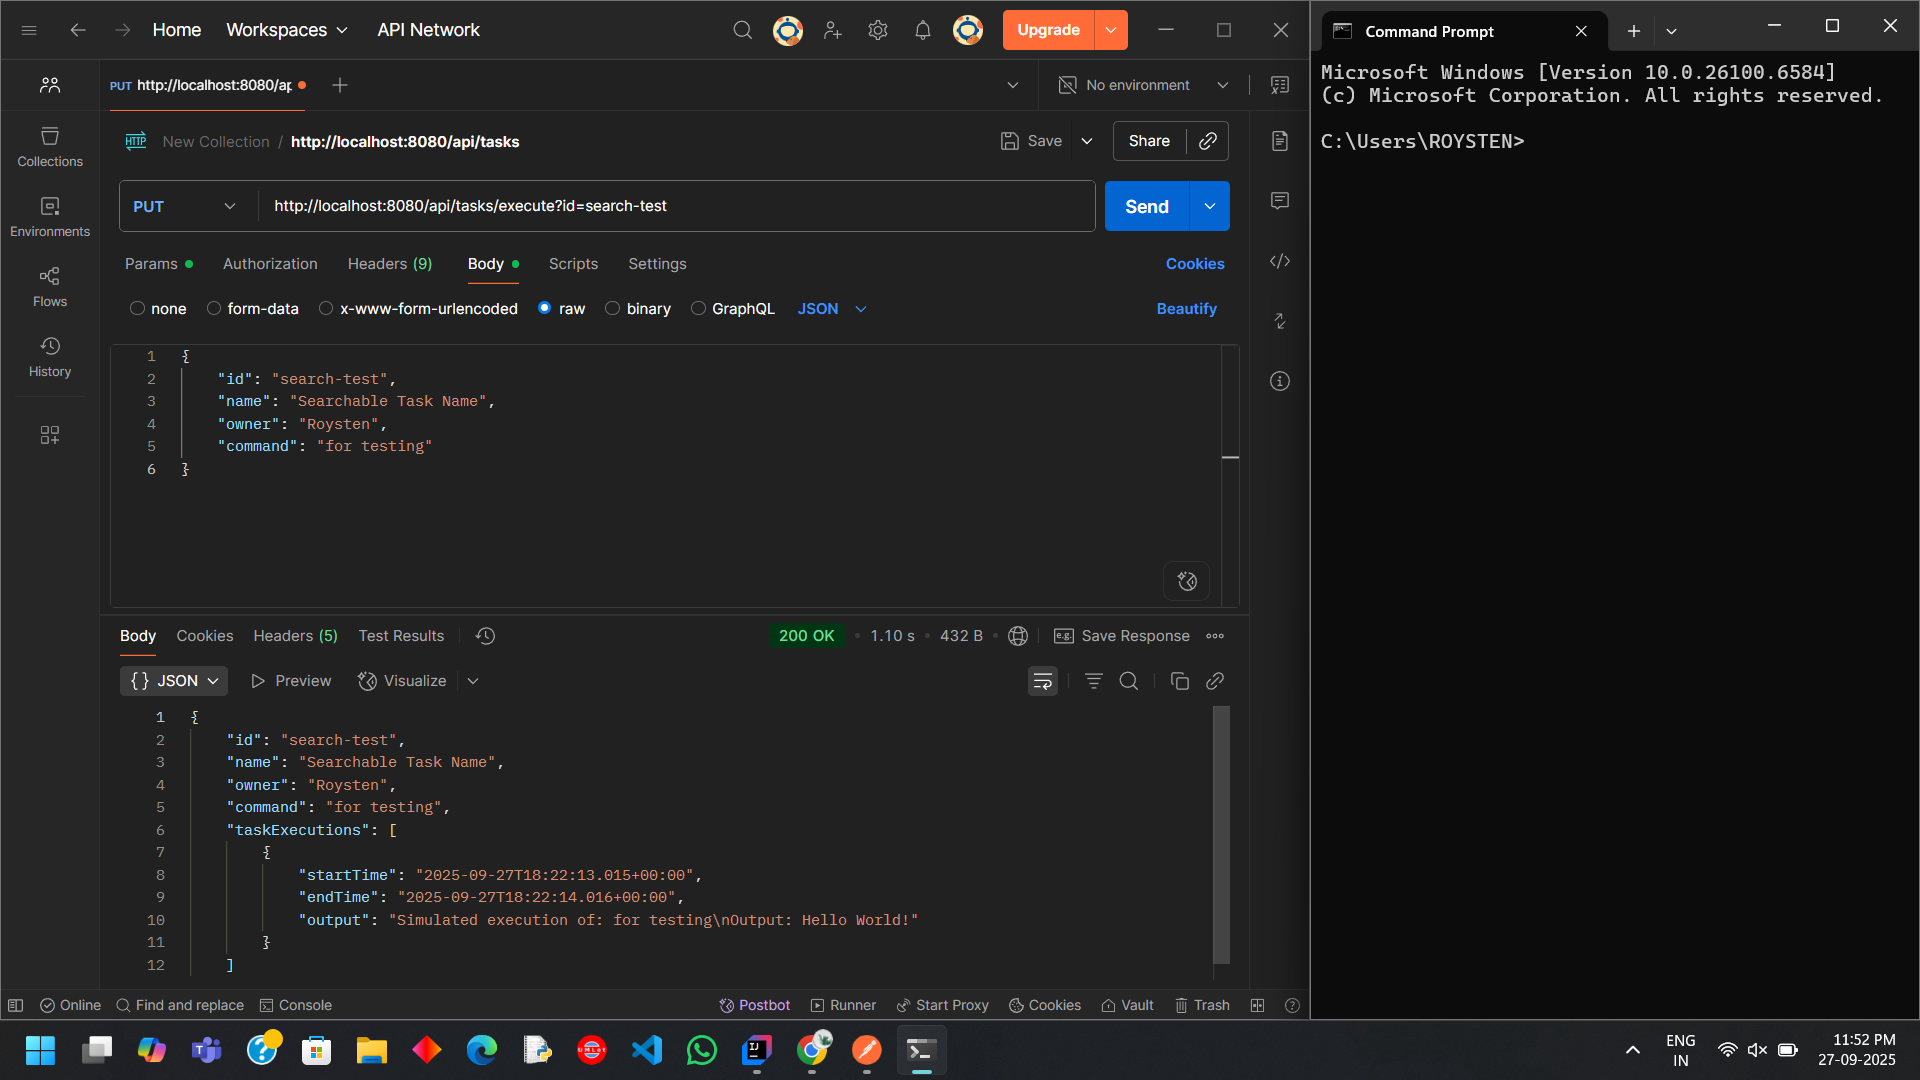 Home Workspaces API Network Upgrade
PUT http://localhost:8080/ap No environment
HTTP New Collection / http://localhost:8080/api/tasks Save Share
PUT http://localhost:8080/api/tasks/execute?id=search-test Send
Params Authorization Headers (9) Body Scripts Settings Cookies
none form-data x-www-form-urlencoded raw binary GraphQL JSON Beautify
Collections
Environments
Flows
History
1 {
2 "id": "search-test",
3 "name": "Searchable Task Name",
4 "owner": "Roysten",
5 "command": "for testing"
6 }
Body Cookies Headers (5) Test Results 200 OK • 1.10 s • 432 B • e.g. Save Response
{} JSON Preview Visualize
1 {
2 "id": "search-test",
3 "name": "Searchable Task Name",
4 "owner": "Roysten",
5 "command": "for testing",
6 "taskExecutions": [
7 {
8 "startTime": "2025-09-27T18:22:13.015+00:00",
9 "endTime": "2025-09-27T18:22:14.016+00:00",
10 "output": "Simulated execution of: for testing\nOutput: Hello World!"
11 }
12 ]
Online Find and replace Console Postbot Runner Start Proxy Cookies Vault Trash
Command Prompt
Microsoft Windows [Version 10.0.26100.6584]
(c) Microsoft Corporation. All rights reserved.
C:\Users\ROYSTEN>
UMLet
IJ
ENG
IN
11:52 PM
27-09-2025